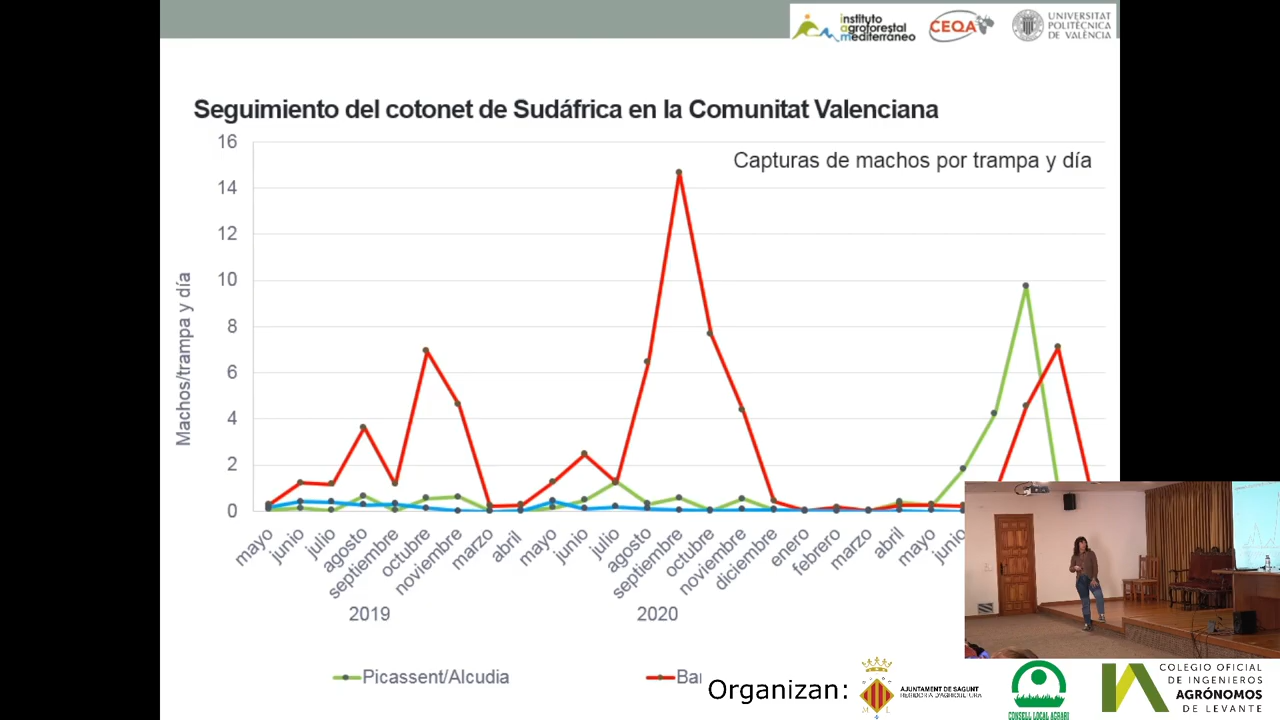 instituto
agroforestal
mediterráneo
CEQA
UNIVERSITAT
POLITÈCNICA
DE VALÈNCIA
Seguimiento del cotonet de Sudáfrica en la Comunitat Valenciana
Capturas de machos por trampa y día
Machos/trampa y día
16
14
12
10
8
6
4
2
0
mayo junio julio agosto septiembre octubre noviembre marzo abril mayo junio julio agosto septiembre octubre noviembre diciembre enero febrero marzo abril mayo junio
2019 2020
Picassent/Alcudia
Organizan:
AJUNTAMENT DE SAGUNT
REGIDORIA D'AGRICULTURA
CONSELL LOCAL AGRARI
COLEGIO OFICIAL
DE INGENIEROS
AGRÓNOMOS
DE LEVANTE